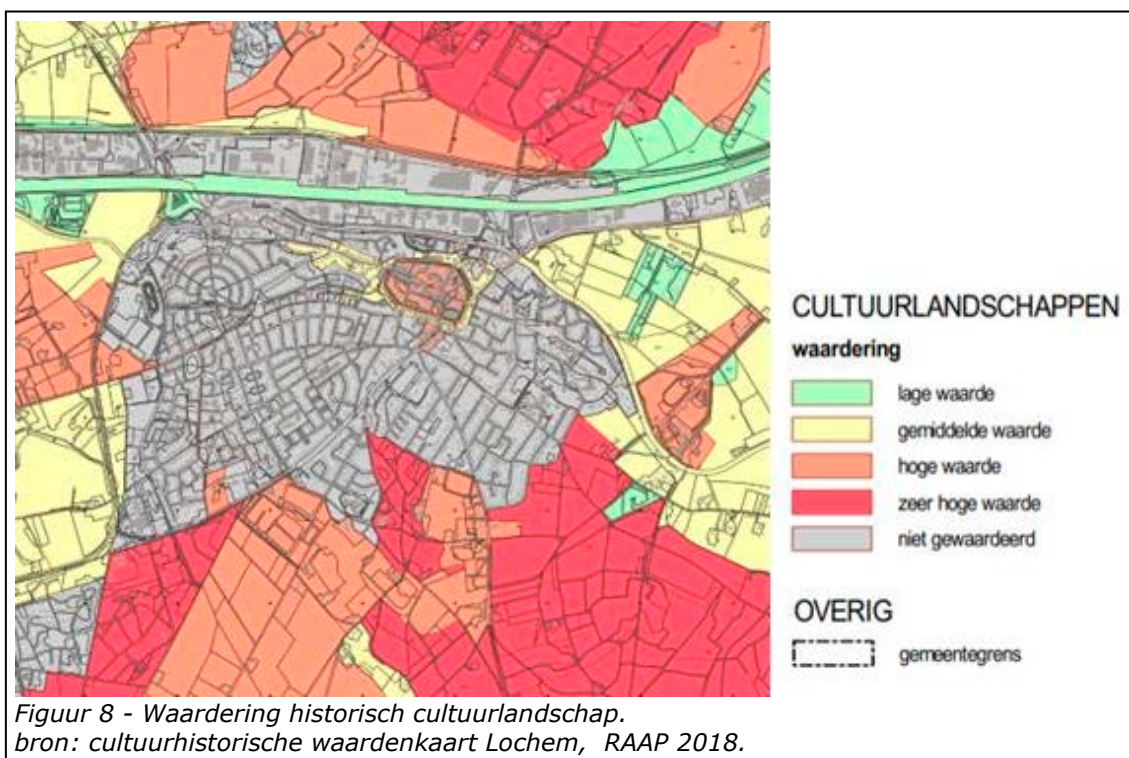 CULTUURLANDSCHAPPEN
waardering
lage waarde
gemiddelde waarde
hoge waarde
zeer hoge waarde
niet gewaardeerd
OVERIG
gemeentegrens
Figuur 8 - Waardering historisch cultuurlandschap.
bron: cultuurhistorische waardenkaart Lochem, RAAP 2018.